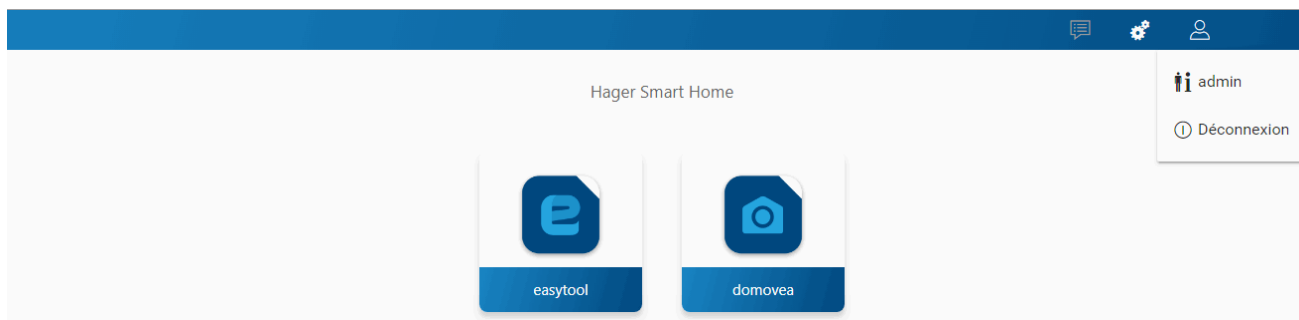 Hager Smart Home
admin
Déconnexion
easytool
domovea